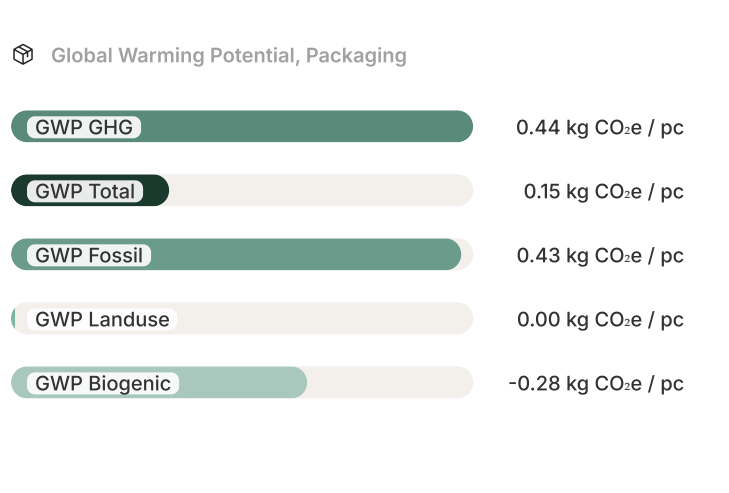 Global Warming Potential, Packaging
GWP GHG 0.44 kg CO₂e / pc
GWP Total 0.15 kg CO₂e / pc
GWP Fossil 0.43 kg CO₂e / pc
GWP Landuse 0.00 kg CO₂e / pc
GWP Biogenic -0.28 kg CO₂e / pc